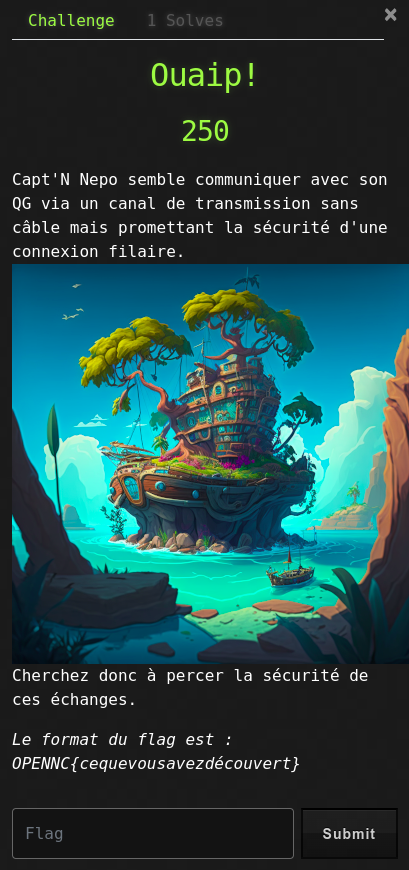 Challenge 1 Solves ×
Ouaip!
250
Capt'N Nepo semble communiquer avec son
QG via un canal de transmission sans
câble mais promettant la sécurité d'une
connexion filaire.
Cherchez donc à percer la sécurité de
ces échanges.
Le format du flag est :
OPENNC{cequevousavezdécouvert}
Flag Submit